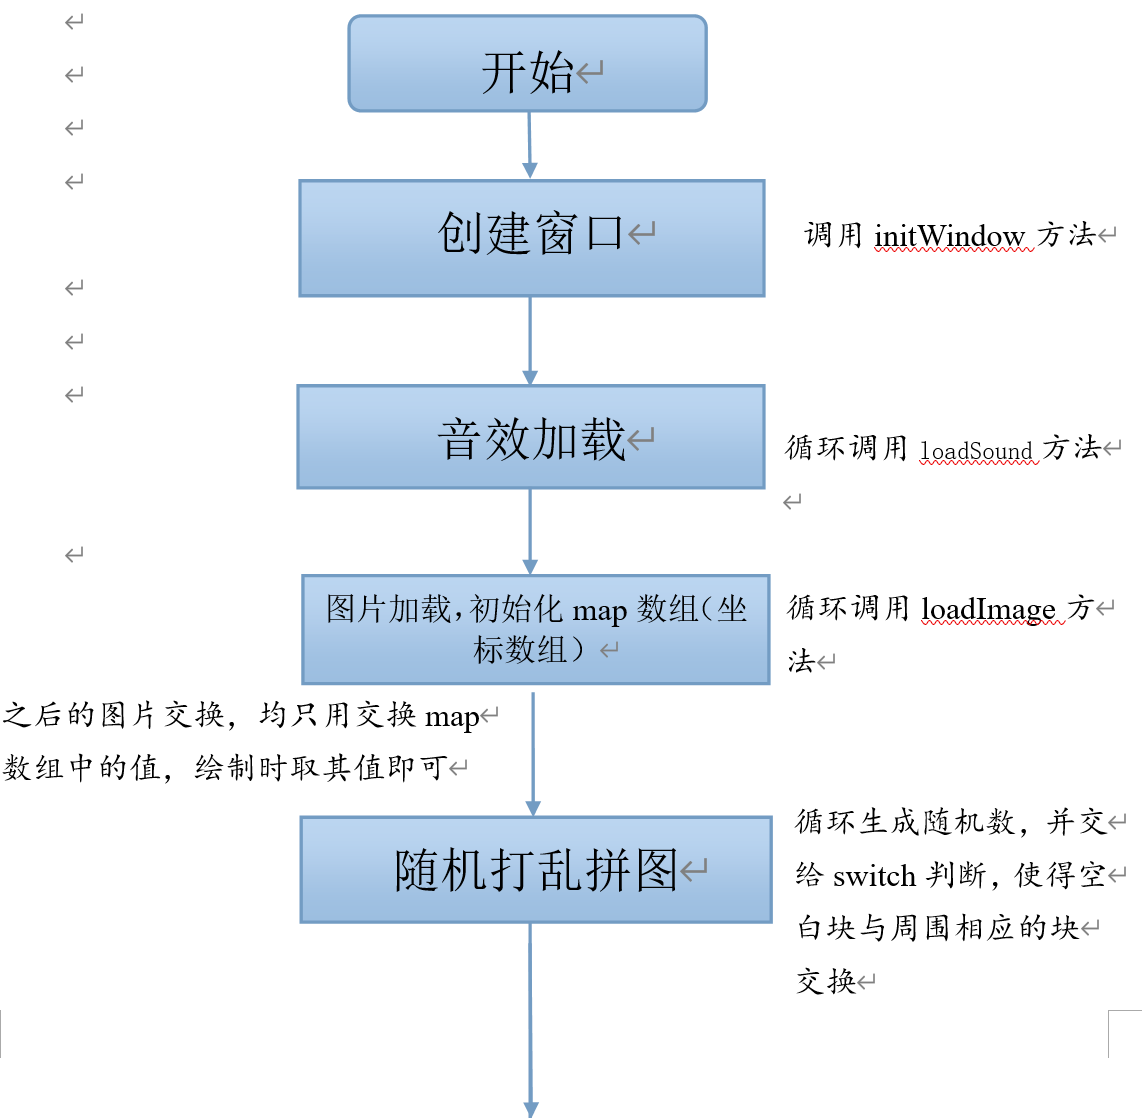 开始
创建窗口
调用 initWindow 方法
音效加载
循环调用 loadSound 方法
图片加载，初始化 map 数组（坐
标数组）
循环调用 loadImage 方
法
之后的图片交换，均只用交换 map
数组中的值，绘制时取其值即可
随机打乱拼图
循环生成随机数，并交
给 switch 判断，使得空
白块与周围相应的块
交换